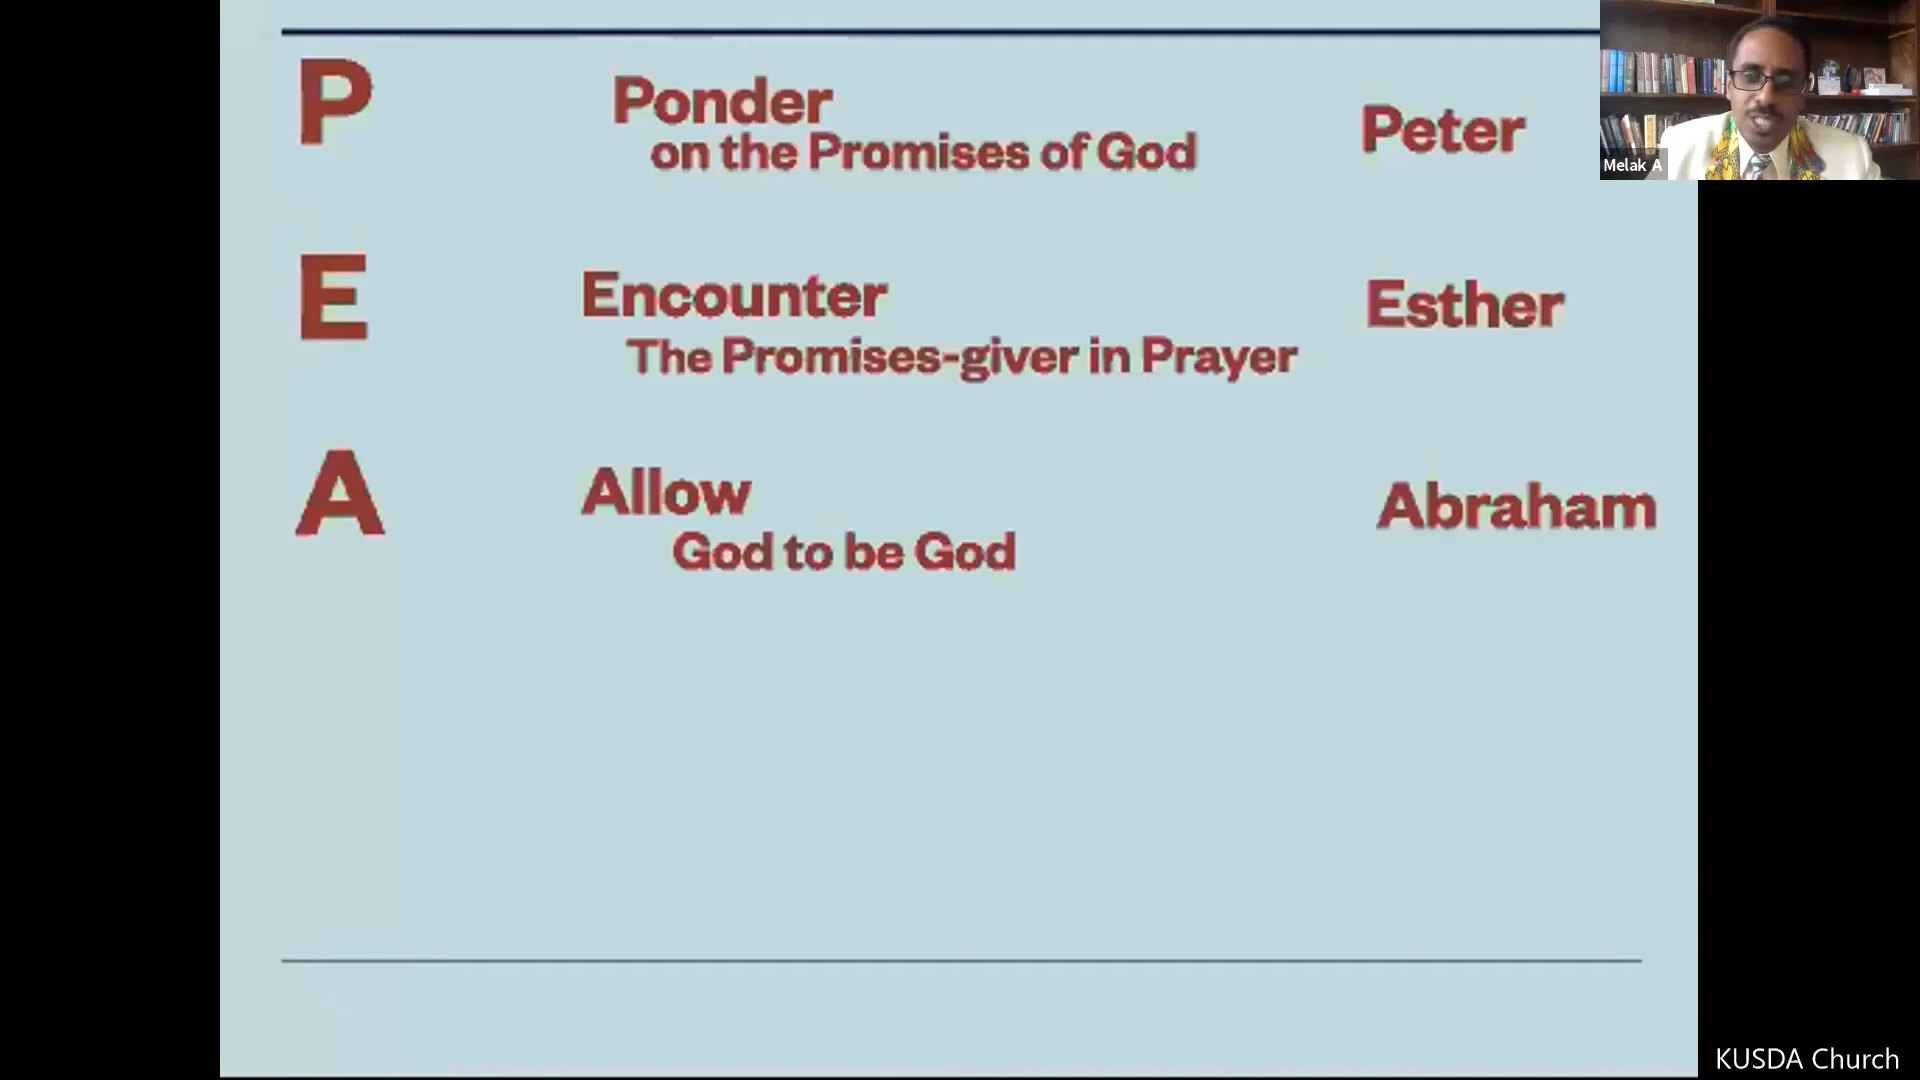 P
Ponder
on the Promises of God
Peter
E
Encounter
The Promises-giver in Prayer
Esther
A
Allow
God to be God
Abraham
Melak A
KUSDA Church